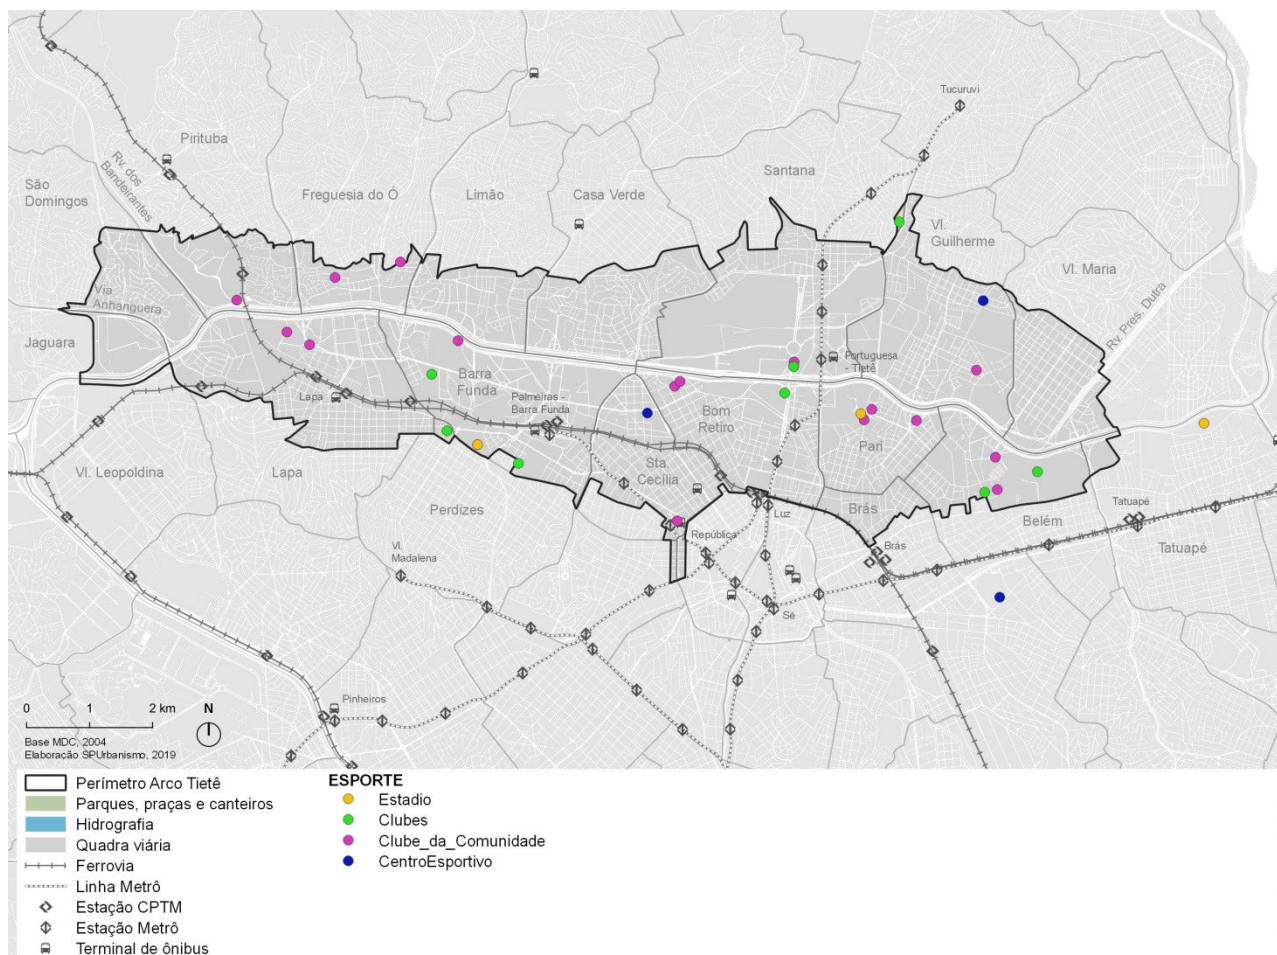 Tucuruvi
Pirituba
Santana
São
Domingos
Rv. dos
Bandeirantes
Freguesia do Ó
Limão
Casa Verde
Vl.
Guilherme
Vl. Maria
Via
Anhanguera
Rv. Pres. Dutra
Jaguara
Portuguesa
- Tietê
Barra
Funda
Lapa
Palmeiras -
Barra Funda
Bom
Retiro
Pari
Vl. Leopoldina
Lapa
Sta.
Cecília
Perdizes
Luz
Brás
Belém
Tatuapé
Tatuapé
República
Brás
Vl.
Madalena
Sé
Pinheiros
0 1 2 km
N
Base MDC, 2004
Elaboração SPUrbanismo, 2019
Perímetro Arco Tietê
Parques, praças e canteiros
Hidrografia
Quadra viária
Ferrovia
Linha Metrô
Estação CPTM
Estação Metrô
Terminal de ônibus
ESPORTE
Estadio
Clubes
Clube_da_Comunidade
CentroEsportivo